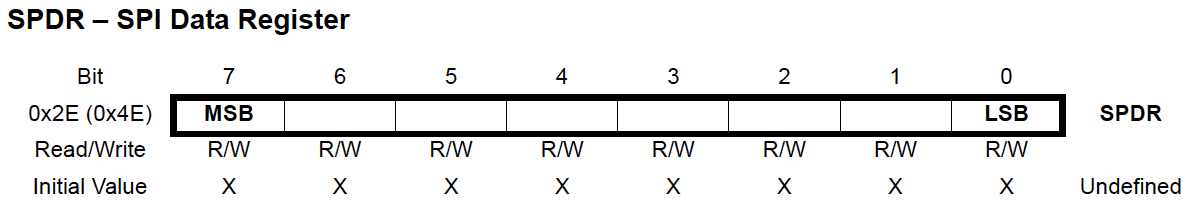 SPDR – SPI Data Register
Bit 7 6 5 4 3 2 1 0
0x2E (0x4E) MSB LSB SPDR
Read/Write R/W R/W R/W R/W R/W R/W R/W R/W
Initial Value X X X X X X X X Undefined